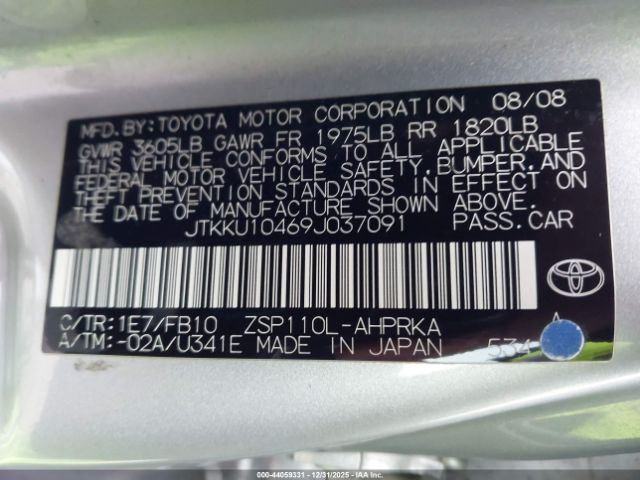 MFD.BY:TOYOTA MOTOR CORPORATION 08/08
GVWR 3605LB GAWR FR 1975LB RR 1820LB
THIS VEHICLE CONFORMS TO ALL APPLICABLE
FEDERAL MOTOR VEHICLE SAFETY,BUMPER,AND
THEFT PREVENTION STANDARDS IN EFFECT ON
THE DATE OF MANUFACTURE SHOWN ABOVE.
JTKKU10469J037091 PASS.CAR
C/TR:1E7/FB10 ZSP110L-AHPRKA A
A/TM:-02A/U341E MADE IN JAPAN 534
000-44059331 - 12/31/2025 - IAAI.COM